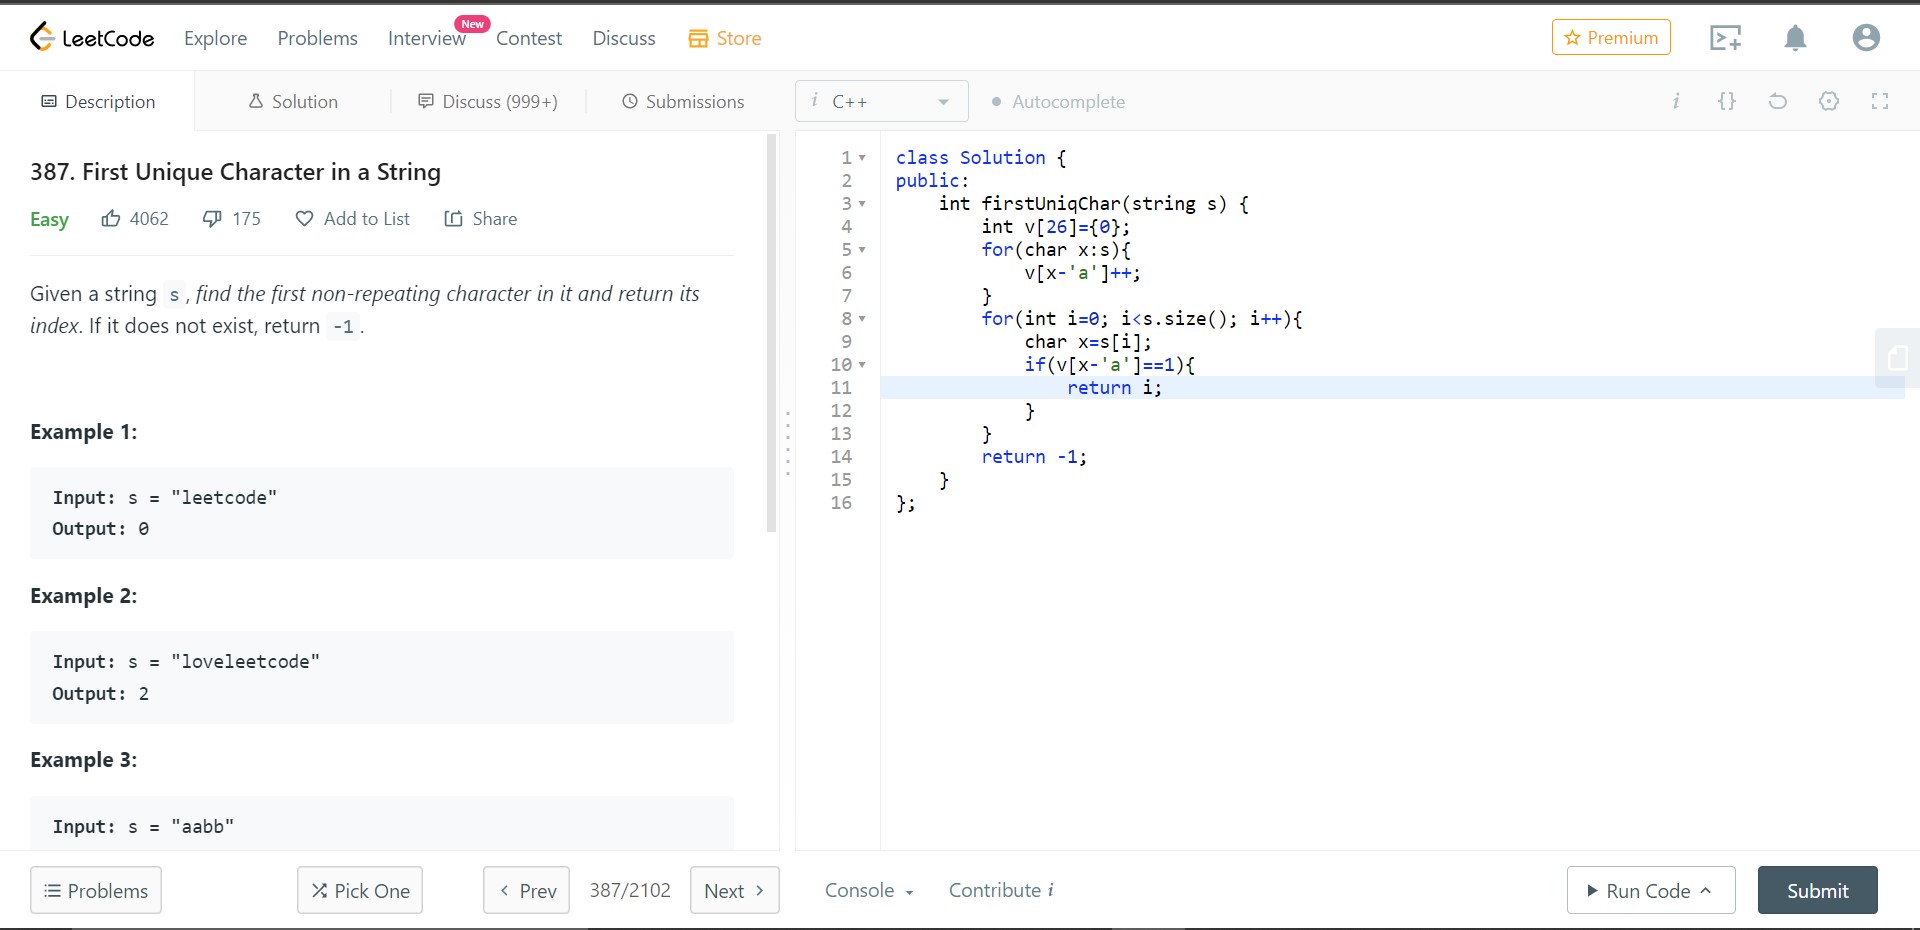 LeetCode Explore Problems Interview New Contest Discuss Store Premium
Description Solution Discuss (999+) Submissions i C++ Autocomplete i {}
387. First Unique Character in a String
Easy 4062 175 Add to List Share
Given a string s, find the first non-repeating character in it and return its
index. If it does not exist, return -1.
Example 1:
Input: s = "leetcode"
Output: 0
Example 2:
Input: s = "loveleetcode"
Output: 2
Example 3:
Input: s = "aabb"
1 class Solution {
2 public:
3     int firstUniqChar(string s) {
4         int v[26]={0};
5         for(char x:s){
6             v[x-'a']++;
7         }
8         for(int i=0; i<s.size(); i++){
9             char x=s[i];
10             if(v[x-'a']==1){
11                 return i;
12             }
13         }
14         return -1;
15     }
16 };
Problems Pick One < Prev 387/2102 Next > Console Contribute i Run Code Submit